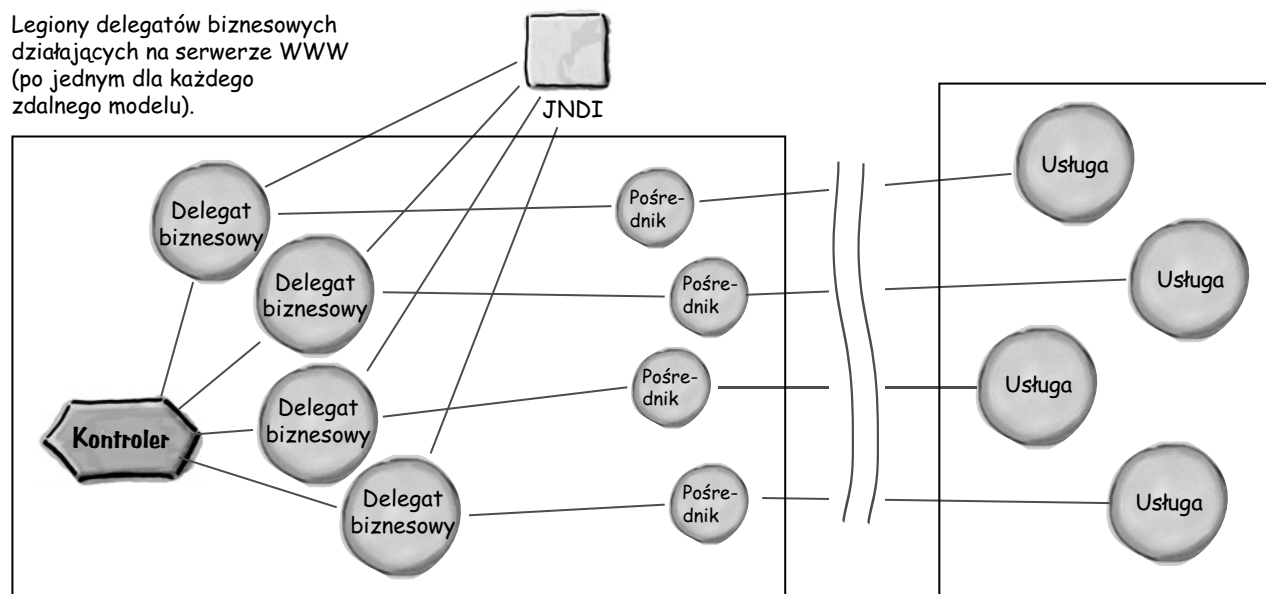 Legiony delegatów biznesowych
działających na serwerze WWW
(po jednym dla każdego
zdalnego modelu).
JNDI
Delegat
biznesowy
Pośre-
dnik
Usługa
Delegat
biznesowy
Pośre-
dnik
Usługa
Delegat
biznesowy
Pośre-
dnik
Usługa
Kontroler
Delegat
biznesowy
Pośre-
dnik
Usługa